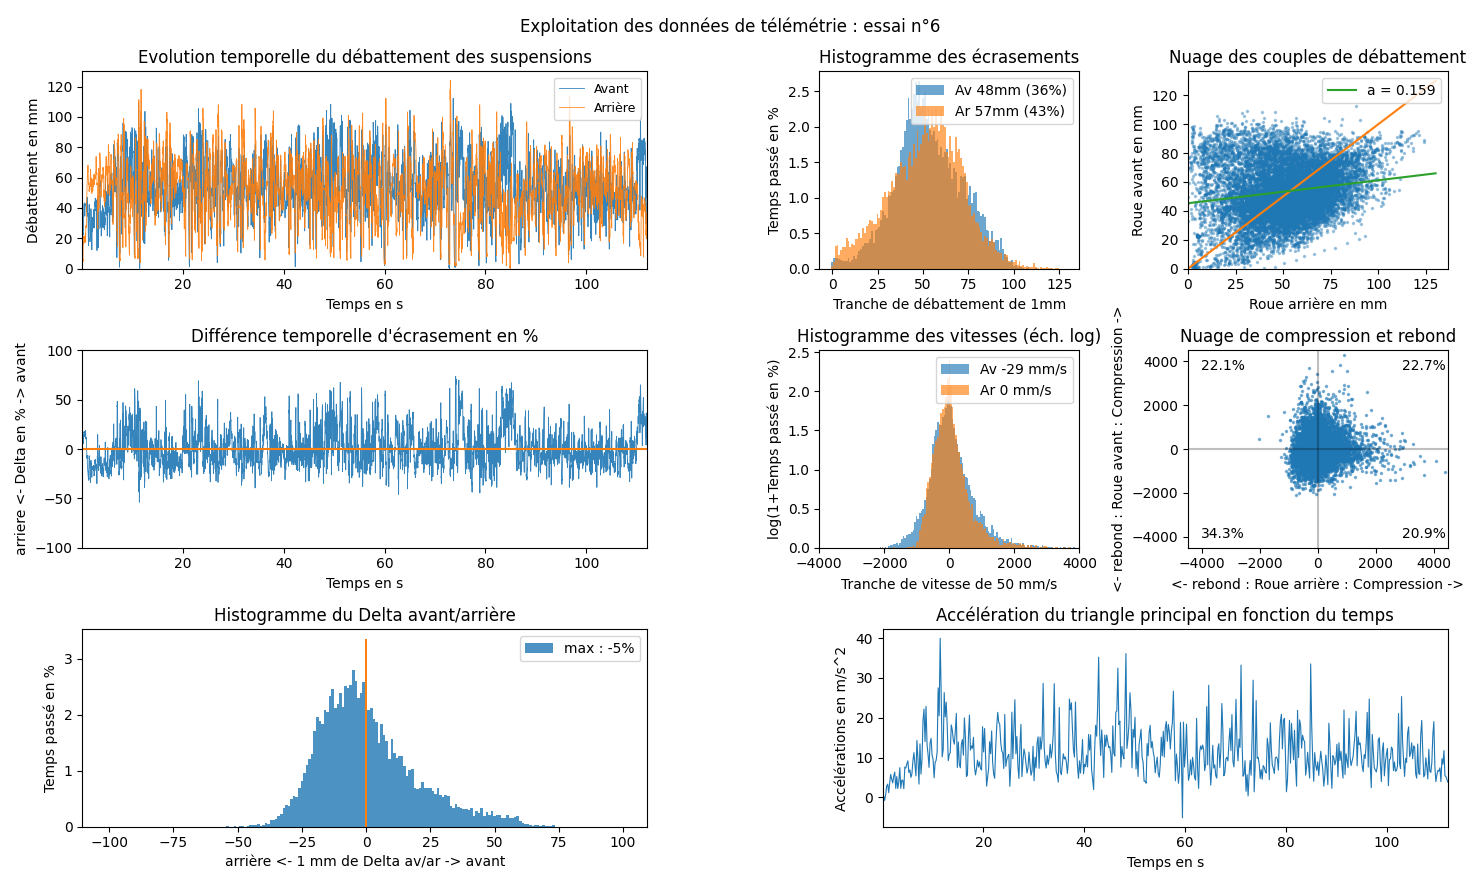 Exploitation des données de télémétrie : essai n°6
Evolution temporelle du débattement des suspensions
Débattement en mm
120
100
80
60
40
20
0
Avant
Arrière
20
40
60
80
100
Temps en s
Histogramme des écrasements
Temps passé en %
2.5
2.0
1.5
1.0
0.5
0.0
Av 48mm (36%)
Ar 57mm (43%)
0
25
50
75
100
125
Tranche de débattement de 1mm
Nuage des couples de débattement
Roue avant en mm
120
100
80
60
40
20
0
a = 0.159
0
25
50
75
100
125
Roue arrière en mm
Différence temporelle d'écrasement en %
arriere <- Delta en % -> avant
100
50
0
−50
−100
20
40
60
80
100
Temps en s
Histogramme des vitesses (éch. log)
log(1+Temps passé en %)
2.5
2.0
1.5
1.0
0.5
0.0
Av -29 mm/s
Ar 0 mm/s
−4000
−2000
0
2000
4000
Tranche de vitesse de 50 mm/s
Nuage de compression et rebond
<- rebond : Roue avant : Compression ->
4000
2000
0
−2000
−4000
22.1%
22.7%
34.3%
20.9%
−4000
−2000
0
2000
4000
<- rebond : Roue arrière : Compression ->
Histogramme du Delta avant/arrière
Temps passé en %
3
2
1
0
max : -5%
−100
−75
−50
−25
0
25
50
75
100
arrière <- 1 mm de Delta av/ar -> avant
Accélération du triangle principal en fonction du temps
Accélérations en m/s^2
40
30
20
10
0
20
40
60
80
100
Temps en s